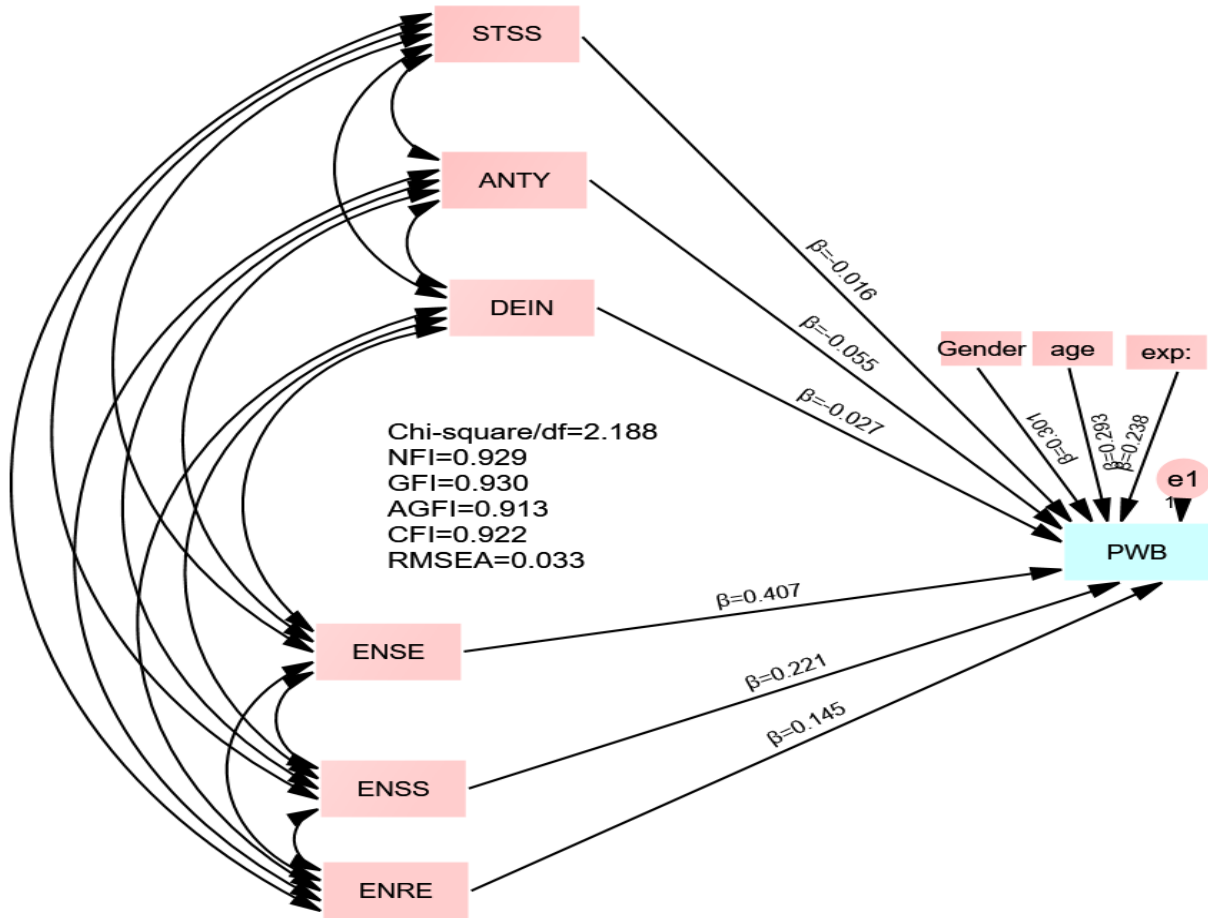 STSS
ANTY
DEIN
β=-0.016
β=-0.055
β=-0.027
Gender
age
exp:
β=0.301
β=0.293
β=0.238
e1
1
PWB
Chi-square/df=2.188
NFI=0.929
GFI=0.930
AGFI=0.913
CFI=0.922
RMSEA=0.033
ENSE
β=0.407
ENSS
β=0.221
ENRE
β=0.145